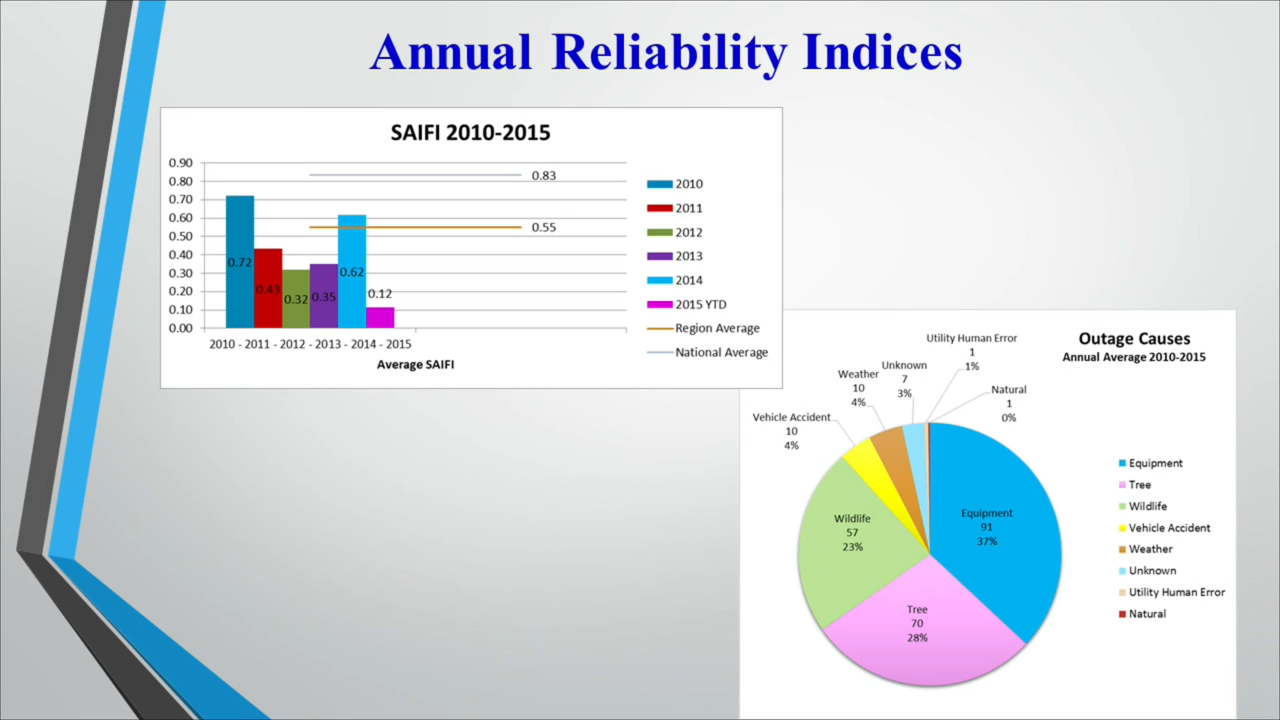 Annual Reliability Indices
SAIFI 2010-2015
0.90
0.80
0.70
0.60
0.50
0.40
0.30
0.20
0.10
0.00
0.72
0.43
0.32
0.35
0.62
0.12
0.83
0.55
2010 - 2011 - 2012 - 2013 - 2014 - 2015
Average SAIFI
2010
2011
2012
2013
2014
2015 YTD
Region Average
National Average
Outage Causes
Annual Average 2010-2015
Utility Human Error
1
1%
Unknown
7
3%
Weather
10
4%
Natural
1
0%
Vehicle Accident
10
4%
Wildlife
57
23%
Equipment
91
37%
Tree
70
28%
Equipment
Tree
Wildlife
Vehicle Accident
Weather
Unknown
Utility Human Error
Natural